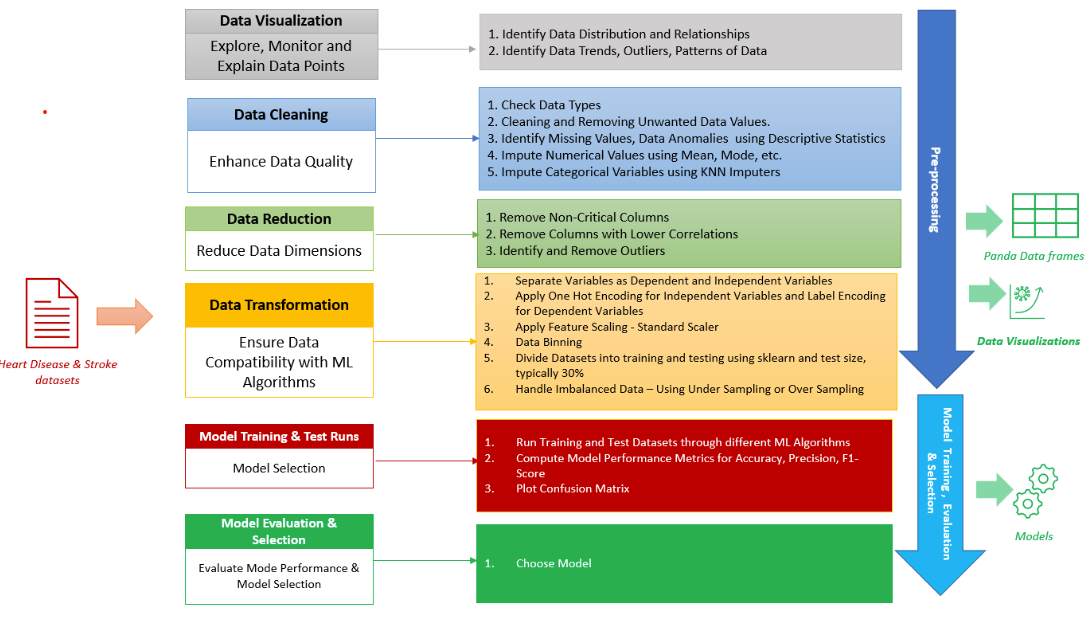 Data Visualization
Explore, Monitor and
Explain Data Points
1. Identify Data Distribution and Relationships
2. Identify Data Trends, Outliers, Patterns of Data
Data Cleaning
Enhance Data Quality
1. Check Data Types
2. Cleaning and Removing Unwanted Data Values.
3. Identify Missing Values, Data Anomalies using Descriptive Statistics
4. Impute Numerical Values using Mean, Mode, etc.
5. Impute Categorical Variables using KNN Imputers
Data Reduction
Reduce Data Dimensions
1. Remove Non-Critical Columns
2. Remove Columns with Lower Correlations
3. Identify and Remove Outliers
Data Transformation
Ensure Data
Compatibility with ML
Algorithms
1. Separate Variables as Dependent and Independent Variables
2. Apply One Hot Encoding for Independent Variables and Label Encoding
for Dependent Variables
3. Apply Feature Scaling - Standard Scaler
4. Data Binning
5. Divide Datasets into training and testing using sklearn and test size,
typically 30%
6. Handle Imbalanced Data – Using Under Sampling or Over Sampling
Model Training & Test Runs
Model Selection
1. Run Training and Test Datasets through different ML Algorithms
2. Compute Model Performance Metrics for Accuracy, Precision, F1-
Score
3. Plot Confusion Matrix
Model Evaluation &
Selection
Evaluate Mode Performance &
Model Selection
1. Choose Model
Heart Disease & Stroke
datasets
Pre-processing
Model Training , Evaluation
& Selection
Panda Data frames
Data Visualizations
Models